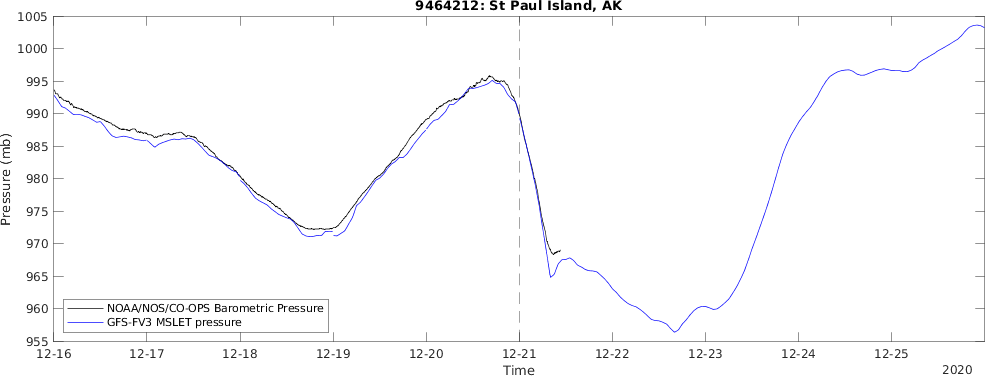 9464212: St Paul Island, AK
Pressure (mb)
1005
1000
995
990
985
980
975
970
965
960
955
NOAA/NOS/CO-OPS Barometric Pressure
GFS-FV3 MSLET pressure
12-16 12-17 12-18 12-19 12-20 12-21 12-22 12-23 12-24 12-25
Time
2020